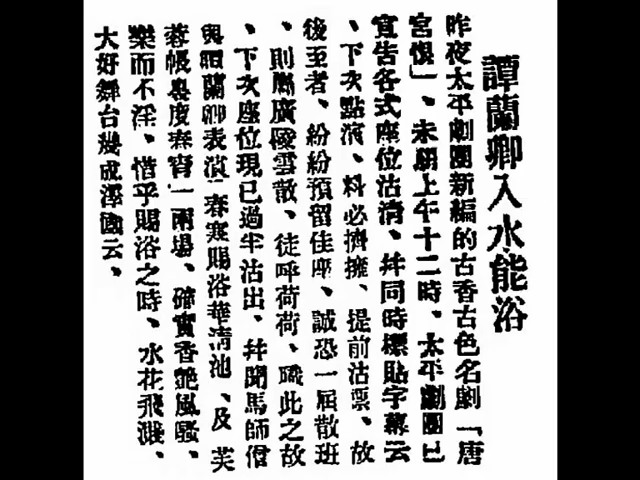 譚蘭卿入水能浴
昨夜太平劇團新編的古香古色名劇「唐
宮恨」、未朝上午十二時、太平劇團已
宣告各式座位沽清、幷同時標貼字幕云
、下次點演、料必擠擁、提前沽票、故
後至者、紛紛預留佳座、誠恐一屆散班
、則廣厦雲散、徒呼荷荷、職此之故
、下次座位現已過半沽出、幷聞馬師僧
與譚蘭卿表演「春寒賜浴華淸池、及芙
蓉帳裏度春宵」兩場、確實香艷風騷、
樂而不淫、惜乎賜浴之時、水花飛濺、
大好舞台幾成澤國云、